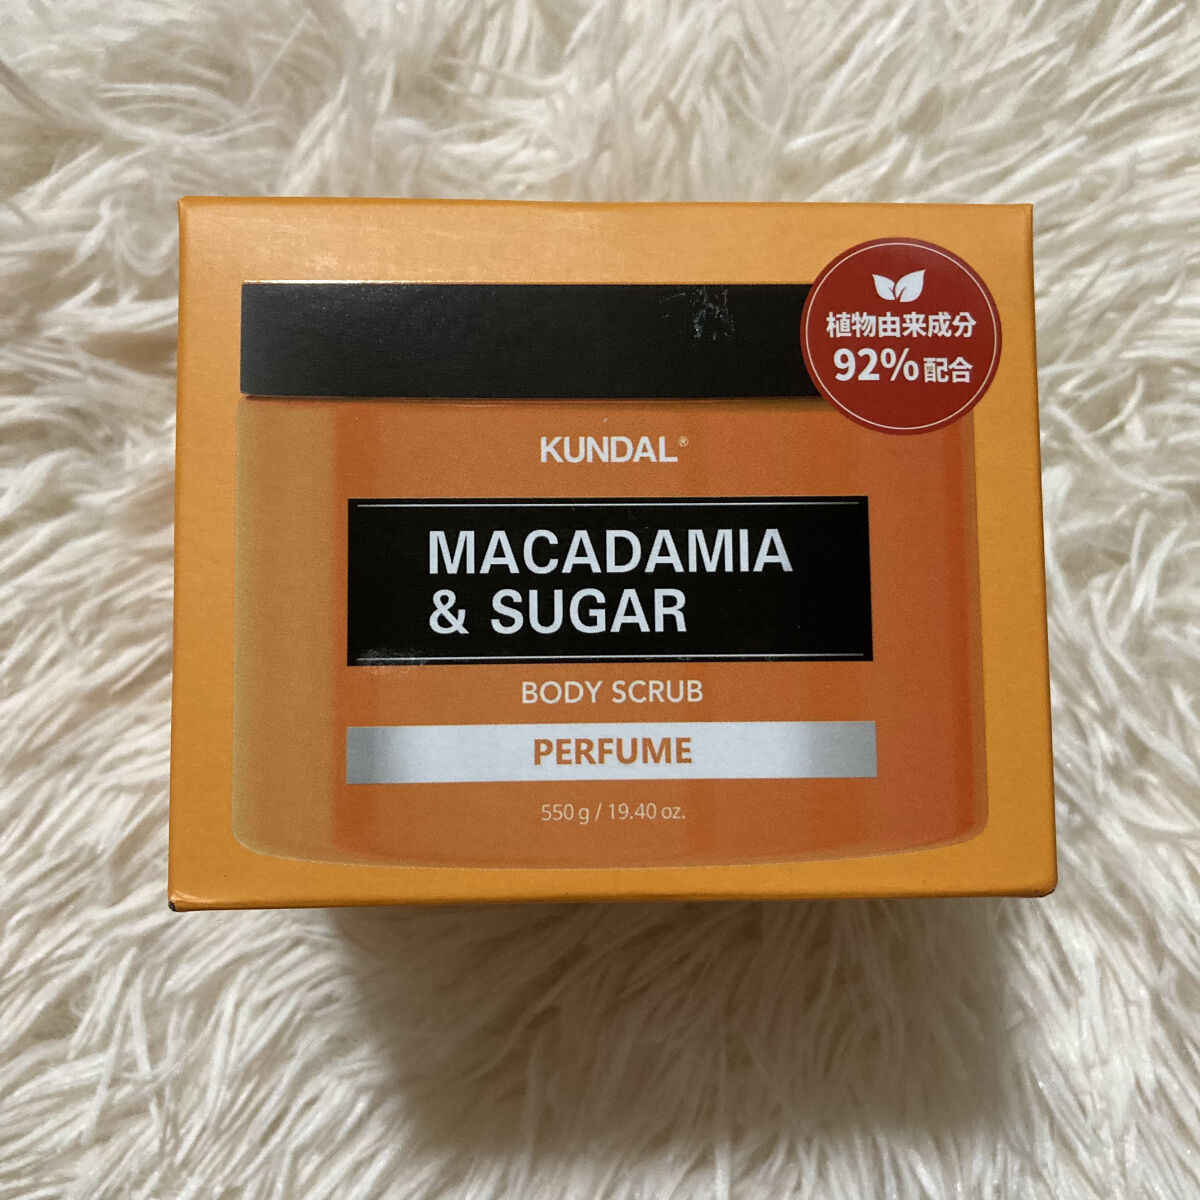 植物由来成分
92%配合
KUNDAL®
MACADAMIA
& SUGAR
BODY SCRUB
PERFUME
550 g / 19.40 oz.